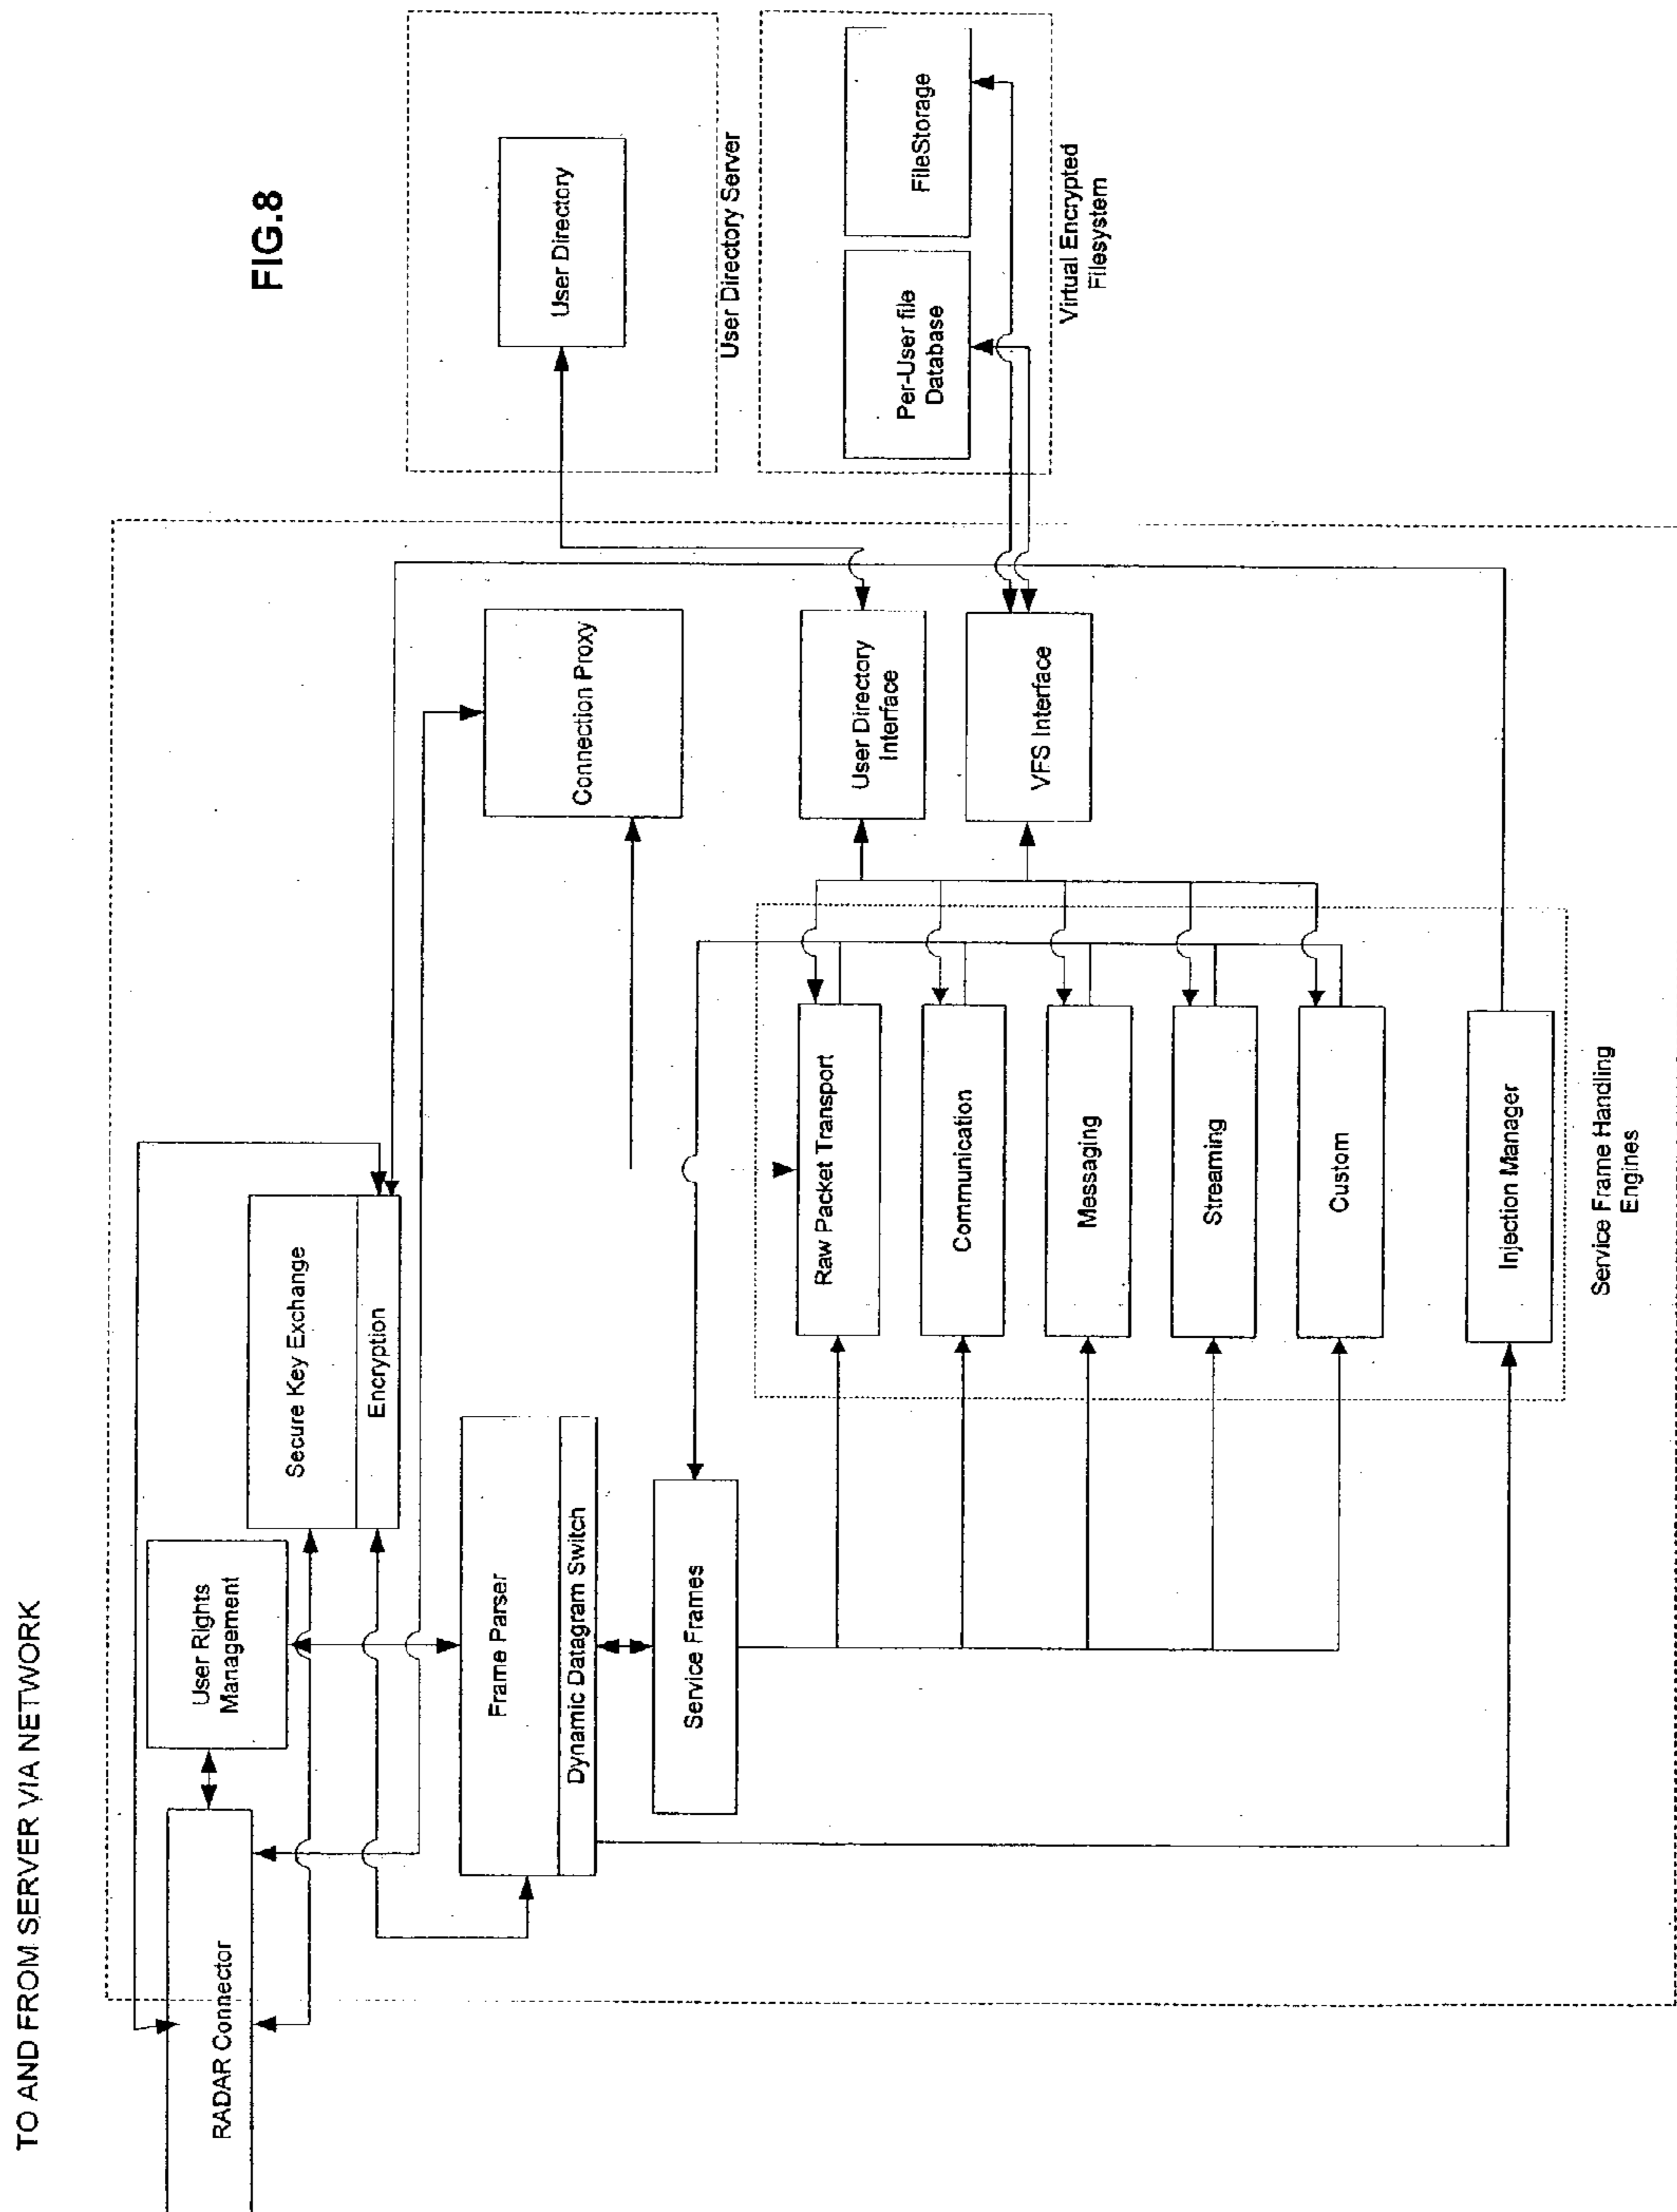 TO AND FROM SERVER VIA NETWORK
FIG.8
RADAR Connector
User Rights
Management
Secure Key Exchange
Encryption
Connection Proxy
User Directory
User Directory Server
Frame Parser
Dynamic Datagram Switch
Service Frames
Raw Packet Transport
Communication
Messaging
Streaming
Custom
Injection Manager
Service Frame Handling
Engines
User Directory
Interface
VFS Interface
Per-User file
Database
FileStorage
Virtual Encrypted
Filesystem